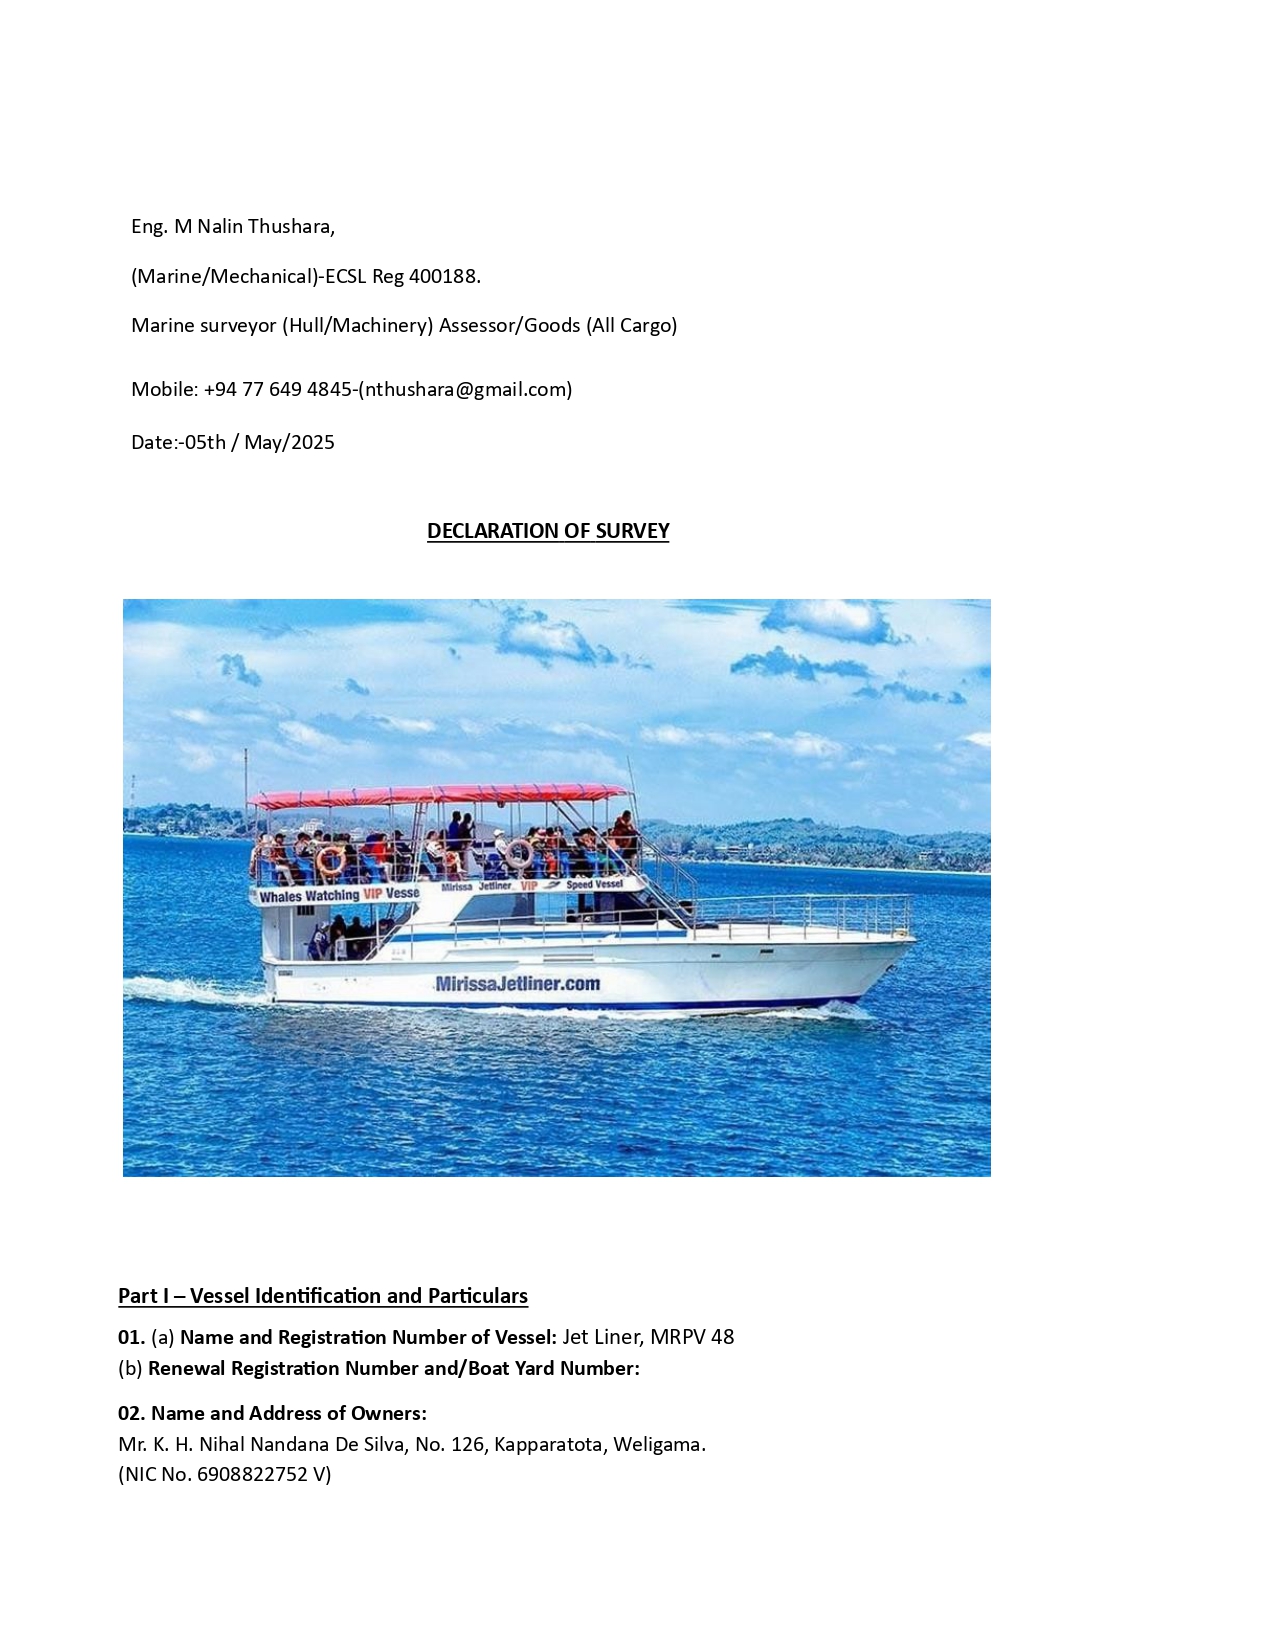 Eng. M Nalin Thushara,
(Marine/Mechanical)-ECSL Reg 400188.
Marine surveyor (Hull/Machinery) Assessor/Goods (All Cargo)
Mobile: +94 77 649 4845-(nthushara@gmail.com)
Date:-05th / May/2025
DECLARATION OF SURVEY
Whales Watching VIP Vesse
Mirissa Jetliner VIP Speed Vessel
MirissaJetliner.com
Part I – Vessel Identification and Particulars
01. (a) Name and Registration Number of Vessel: Jet Liner, MRPV 48
(b) Renewal Registration Number and/Boat Yard Number:
02. Name and Address of Owners:
Mr. K. H. Nihal Nandana De Silva, No. 126, Kapparatota, Weligama.
(NIC No. 6908822752 V)